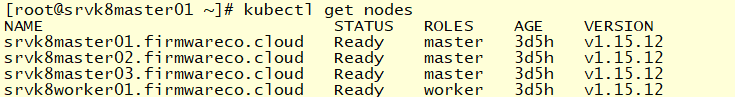 [root@srvk8master01 ~]# kubectl get nodes
NAME STATUS ROLES AGE VERSION
srvk8master01.firmwareco.cloud Ready master 3d5h v1.15.12
srvk8master02.firmwareco.cloud Ready master 3d5h v1.15.12
srvk8master03.firmwareco.cloud Ready master 3d5h v1.15.12
srvk8worker01.firmwareco.cloud Ready worker 3d5h v1.15.12